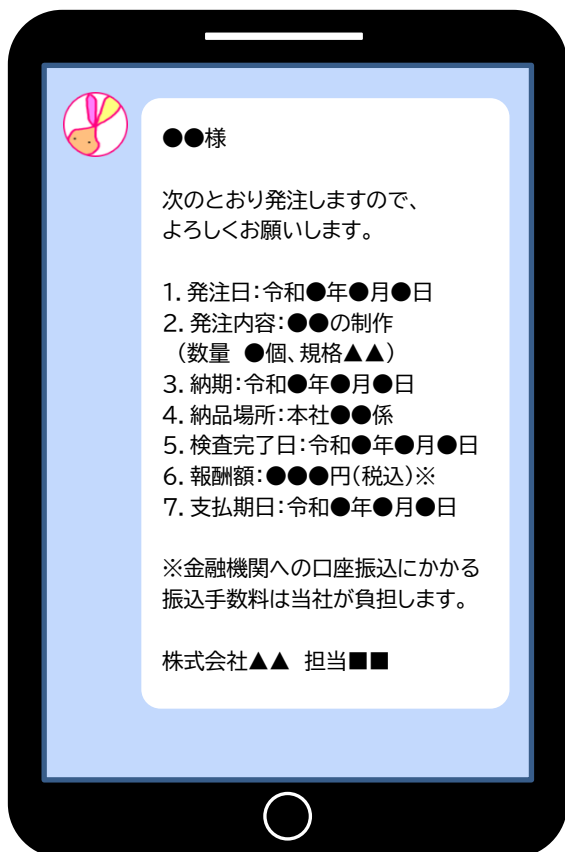 ●●様
次のとおり発注しますので、
よろしくお願いします。
1．発注日：令和●年●月●日
2．発注内容：●●の制作
（数量　●個、規格▲▲）
3．納期：令和●年●月●日
4．納品場所：本社●●係
5．検査完了日：令和●年●月●日
6．報酬額：●●●円（税込）※
7．支払期日：令和●年●月●日
※金融機関への口座振込にかかる
振込手数料は当社が負担します。
株式会社▲▲　担当■■